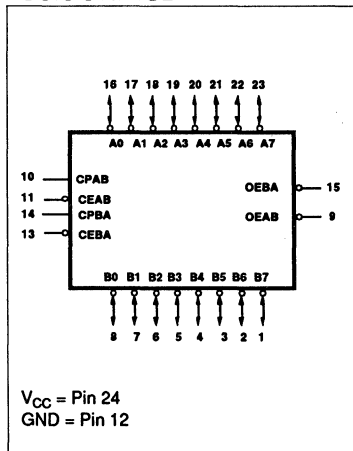 16 17 18 19 20 21 22 23
A0 A1 A2 A3 A4 A5 A6 A7
10 CPAB
11 CEAB
14 CPBA
13 CEBA
OEBA 15
OEAB 9
B0 B1 B2 B3 B4 B5 B6 B7
8 7 6 5 4 3 2 1
VCC = Pin 24
GND = Pin 12